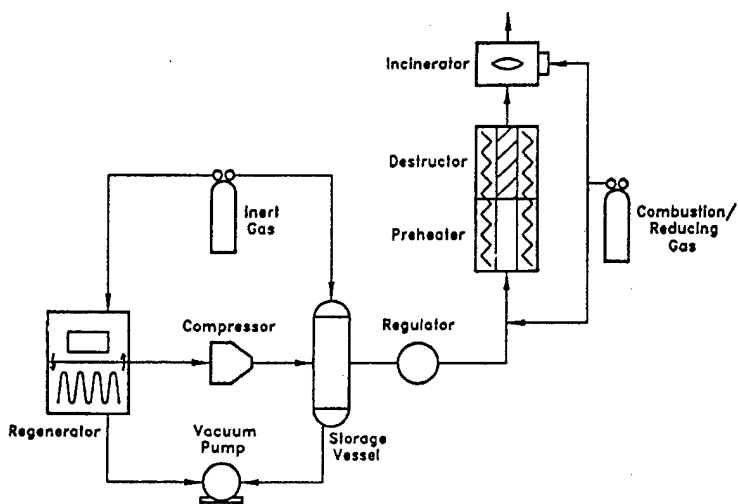 Incinerator
Destructor
Inert
Gas
Preheater
Combustion/
Reducing
Gas
Compressor
Regulator
Regenerator
Vacuum
Pump
Storage
Vessel